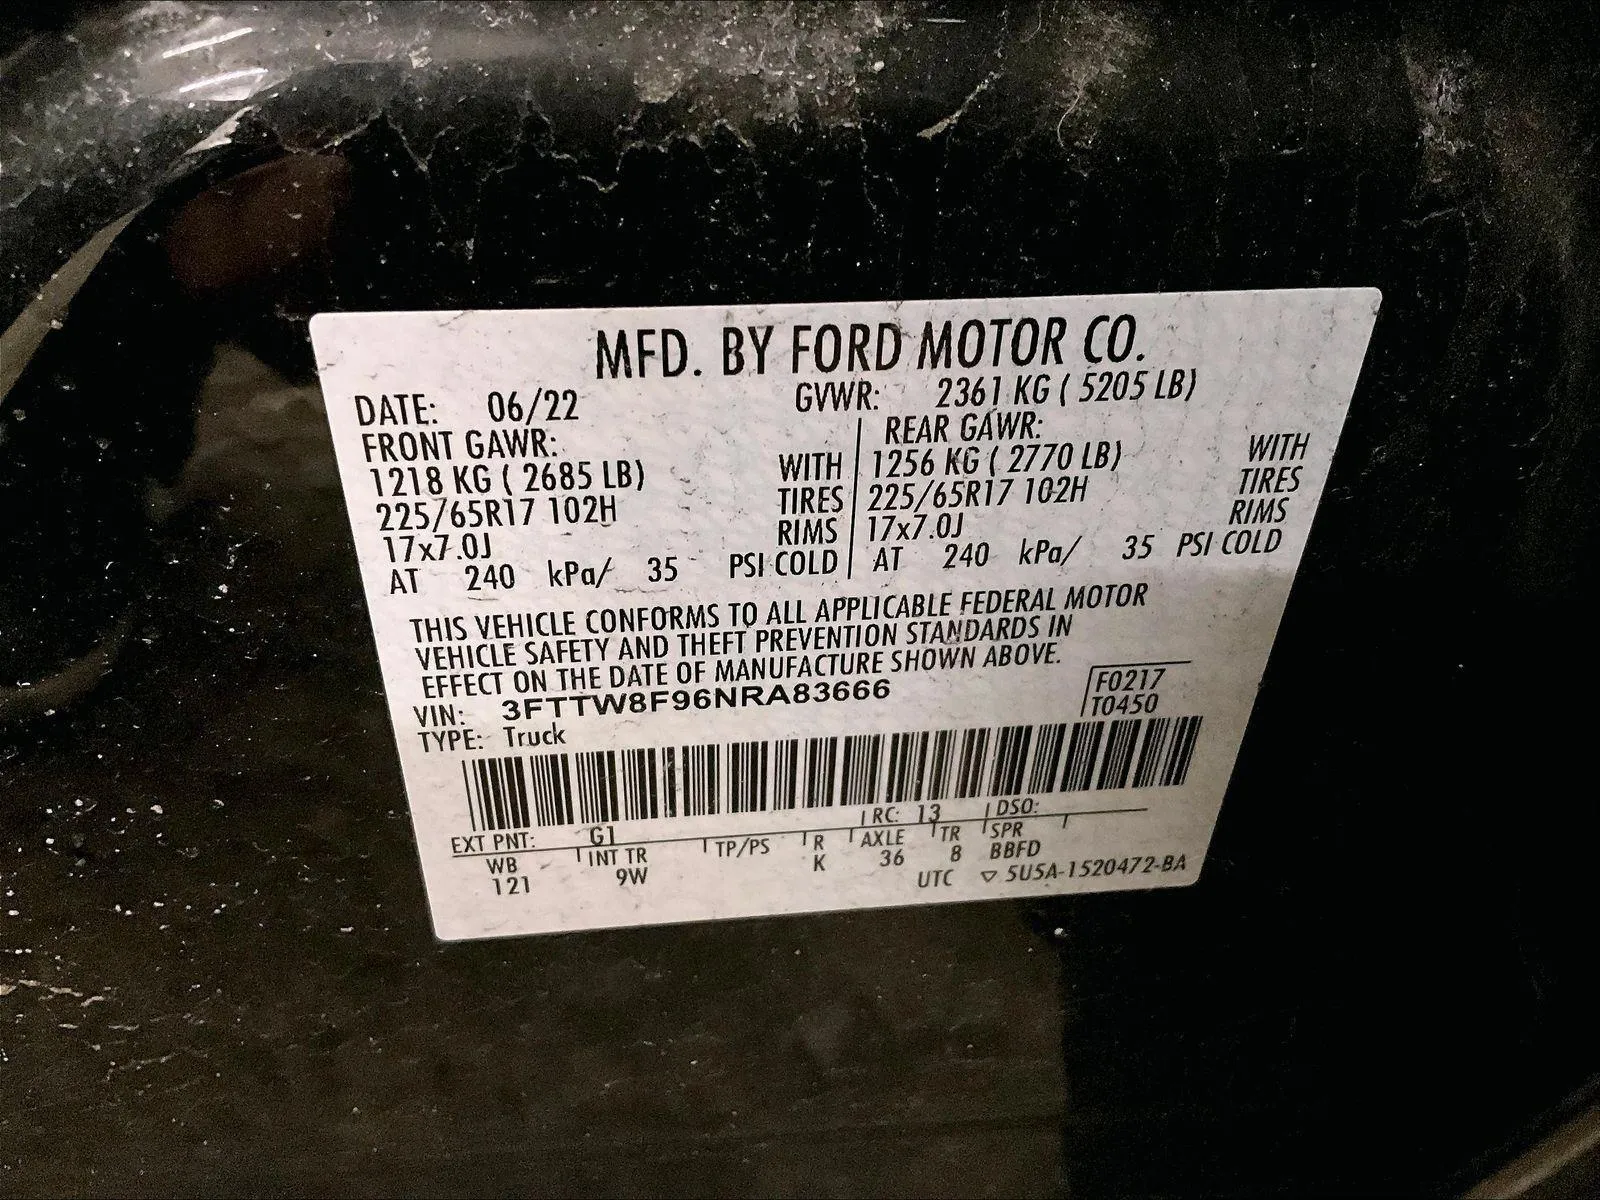 MFD. BY FORD MOTOR CO.
DATE: 06/22 GVWR: 2361 KG ( 5205 LB)
FRONT GAWR: REAR GAWR:
1218 KG ( 2685 LB) WITH 1256 KG ( 2770 LB) WITH
225/65R17 102H TIRES 225/65R17 102H TIRES
17x7.0J RIMS 17x7.0J RIMS
AT 240 kPa/ 35 PSI COLD AT 240 kPa/ 35 PSI COLD
THIS VEHICLE CONFORMS TO ALL APPLICABLE FEDERAL MOTOR
VEHICLE SAFETY AND THEFT PREVENTION STANDARDS IN
EFFECT ON THE DATE OF MANUFACTURE SHOWN ABOVE.
VIN: 3FTTW8F96NRA83666 F0217
TYPE: Truck T0450
EXT PNT: G1 RC: 13 DSO:
WB INT TR TP/PS R AXLE TR SPR
121 9W K 36 8 BBFD
UTC ▽ 5U5A-1520472-BA